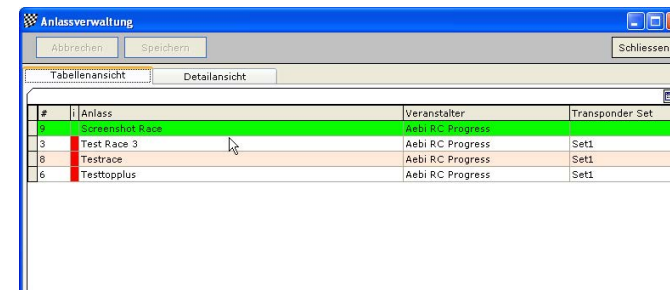 Anlassverwaltung
Abbrechen Speichern Schliessen
Tabellenansicht Detailansicht
# i Anlass Veranstalter Transponder Set
9 Screenshot Race Aebi RC Progress
3 Test Race 3 Aebi RC Progress Set1
8 Testrace Aebi RC Progress Set1
6 Testtopplus Aebi RC Progress Set1